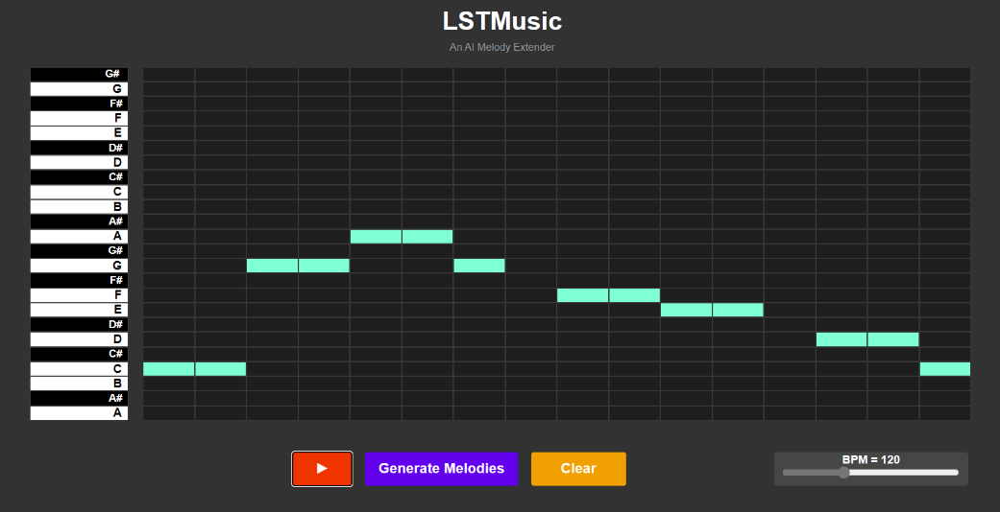 LSTMusic
An AI Melody Extender
G#
G
F#
F
E
D#
D
C#
C
B
A#
A
G#
G
F#
F
E
D#
D
C#
C
B
A#
A
Generate Melodies
Clear
BPM = 120